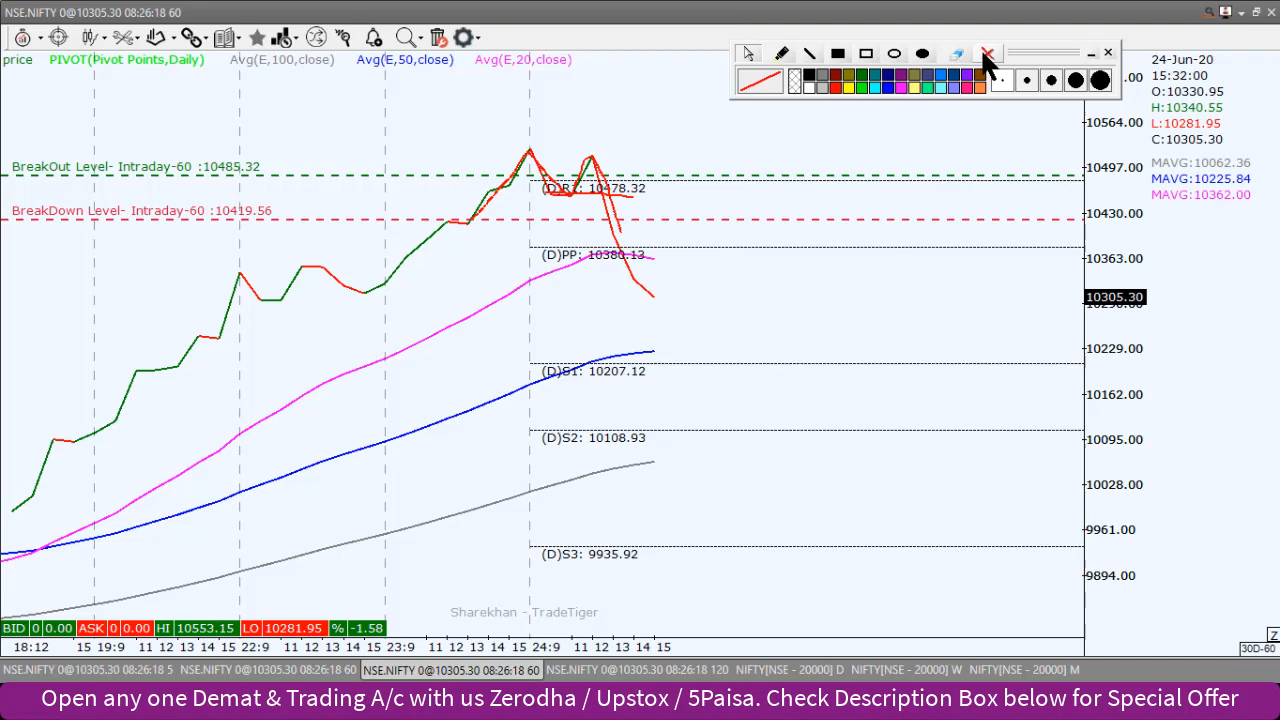 NSE.NIFTY 0@10305.30 08:26:18 60
price PIVOT(Pivot Points,Daily) Avg(E,100,close) Avg(E,50,close) Avg(E,20,close)
24-Jun-20
15:32:00
O:10330.95
H:10340.55
L:10281.95
C:10305.30
MAVG:10062.36
MAVG:10225.84
MAVG:10362.00
10564.00
BreakOut Level- Intraday-60 :10485.32
10497.00
(D)R1: 10478.32
BreakDown Level- Intraday-60 :10419.56
10430.00
(D)PP: 10380.13
10363.00
10305.30
(D)S1: 10207.12
10229.00
10162.00
(D)S2: 10108.93
10095.00
10028.00
9961.00
(D)S3: 9935.92
9894.00
Sharekhan - TradeTiger
BID 0 0.00 ASK 0 0.00 HI 10553.15 LO 10281.95 % -1.58
18:12 15 19:9 11 12 13 14 15 22:9 11 12 13 14 15 23:9 11 12 13 14 15 24:9 11 12 13 14 15
Z
30D-60
NSE.NIFTY 0@10305.30 08:26:18 5 NSE.NIFTY 0@10305.30 08:26:18 60 NSE.NIFTY 0@10305.30 08:26:18 60 NSE.NIFTY 0@10305.30 08:26:18 120 NIFTY[NSE - 20000] D NIFTY[NSE - 20000] W NIFTY[NSE - 20000] M
Open any one Demat & Trading A/c with us Zerodha / Upstox / 5Paisa. Check Description Box below for Special Offer